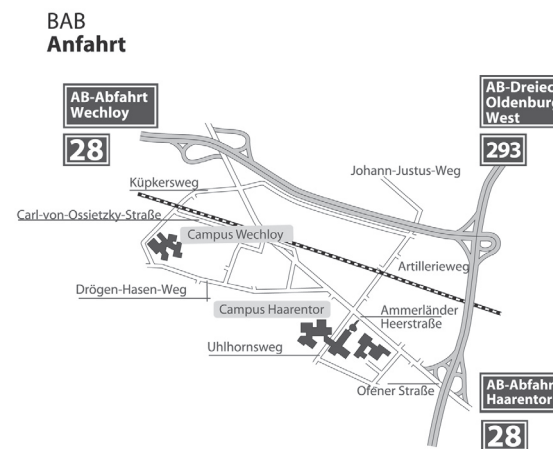 BAB
Anfahrt
AB-Abfahrt
Wechloy
28
AB-Dreiec
Oldenburg
West
293
Johann-Justus-Weg
Küpkersweg
Carl-von-Ossietzky-Straße
Campus Wechloy
Artillerieweg
Drögen-Hasen-Weg
Campus Haarentor
Ammerländer
Heerstraße
Uhlhornsweg
Ofener Straße
AB-Abfahr
Haarentor
28